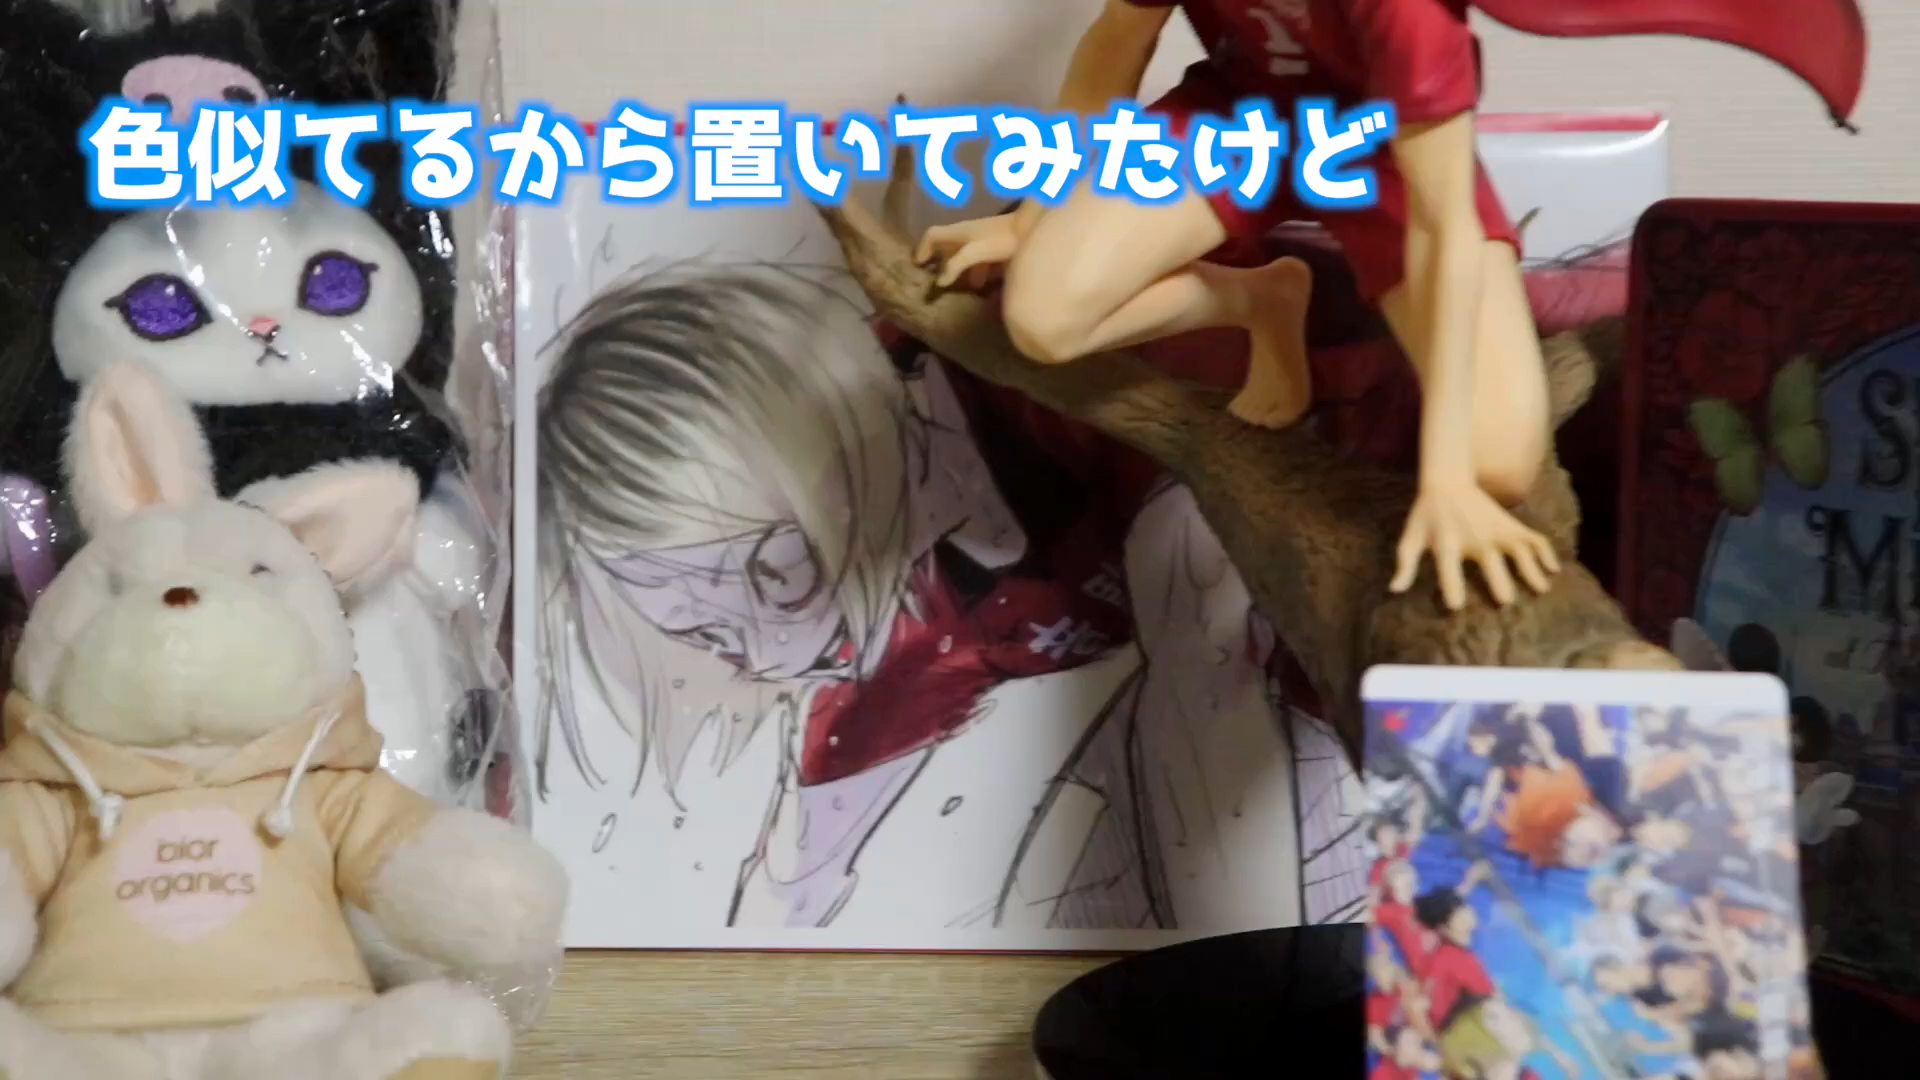 色似てるから置いてみたけど
bior
organics